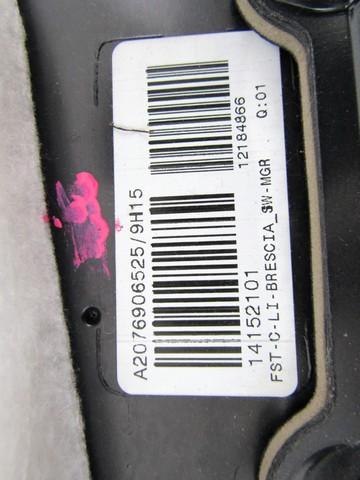 A2076906525/9H15
12184866
Q:01
14152101
FST-C-LI-BRESCIA_SW-MGR